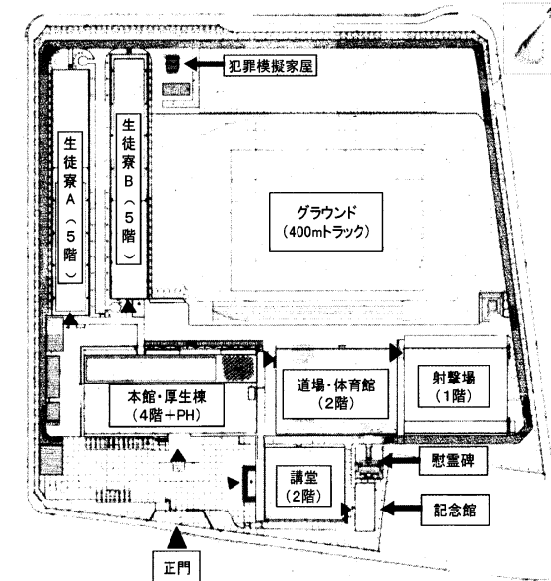 犯罪模擬家屋
生徒寮A(5階)
生徒寮B(5階)
グラウンド
(400mトラック)
本館・厚生棟
(4階+PH)
道場・体育館
(2階)
射撃場
(1階)
講堂
(2階)
慰霊碑
記念館
正門